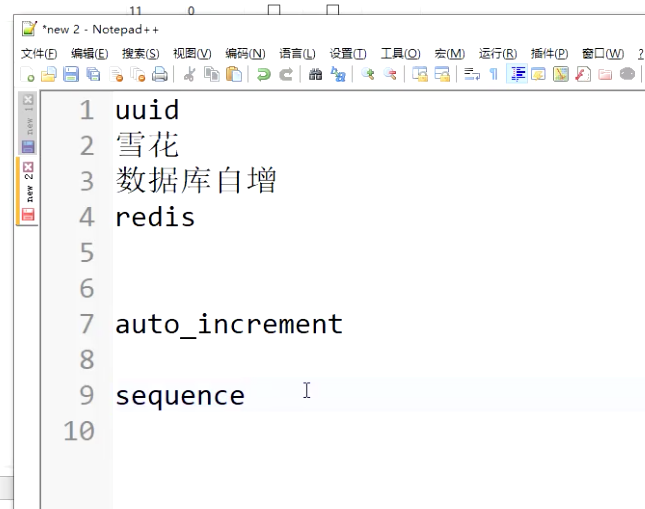 11 0
*new 2 - Notepad++
文件(F) 编辑(E) 搜索(S) 视图(V) 编码(N) 语言(L) 设置(T) 工具(O) 宏(M) 运行(R) 插件(P) 窗口(W) ?
new 1
new 2
1 uuid
2 雪花
3 数据库自增
4 redis
5
6
7 auto_increment
8
9 sequence
10